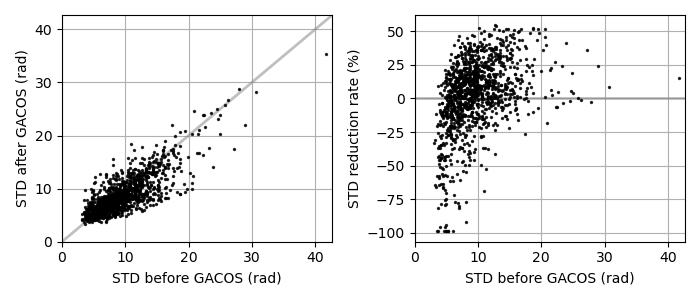 STD after GACOS (rad)
40
30
20
10
0
0 10 20 30 40
STD before GACOS (rad)
STD reduction rate (%)
50
25
0
−25
−50
−75
−100
0 10 20 30 40
STD before GACOS (rad)